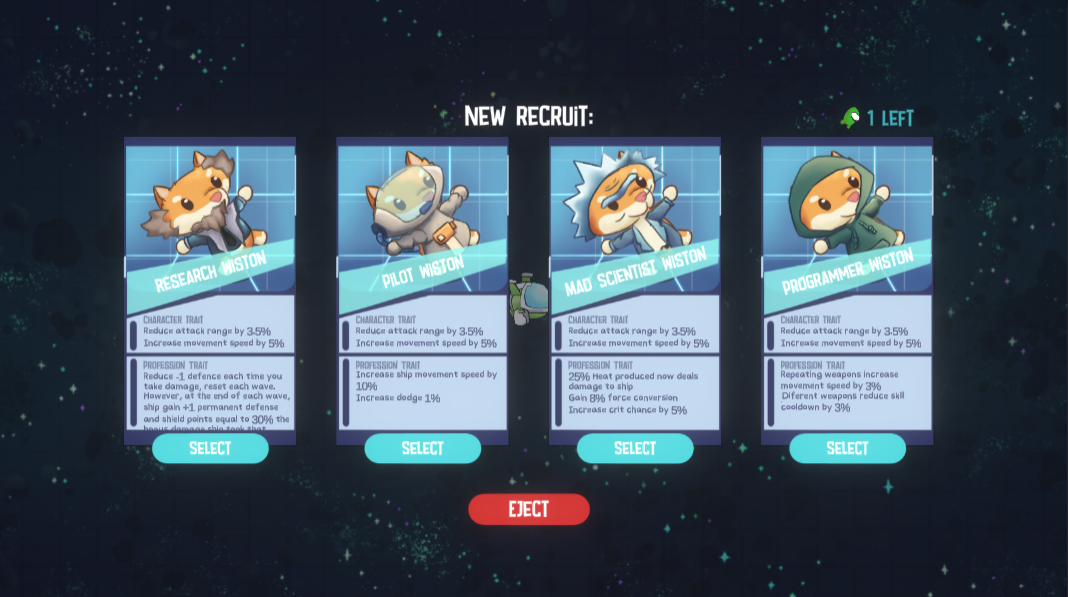 NEW RECRUIT:
1 LEFT
RESEARCH WISTON
CHARACTER TRAIT
Reduce attack range by 3.5%
Increase movement speed by 5%
PROFESSION TRAIT
Reduce -1 defence each time you
take damage, reset each wave.
However, at the end of each wave,
ship gain +1 permanent defense
and shield points equal to 30% the
bonus damage ship took that
SELECT
PILOT WISTON
CHARACTER TRAIT
Reduce attack range by 3.5%
Increase movement speed by 5%
PROFESSION TRAIT
Increase ship movement speed by
10%
Increase dodge 1%
SELECT
MAD SCIENTIST WISTON
CHARACTER TRAIT
Reduce attack range by 3.5%
Increase movement speed by 5%
PROFESSION TRAIT
25% Heat produced now deals
damage to ship
Gain 8% force conversion
Increase crit chance by 5%
SELECT
PROGRAMMER WISTON
CHARACTER TRAIT
Reduce attack range by 3.5%
Increase movement speed by 5%
PROFESSION TRAIT
Repeating weapons increase
movement speed by 3%
Diferent weapons reduce skill
cooldown by 3%
SELECT
EJECT